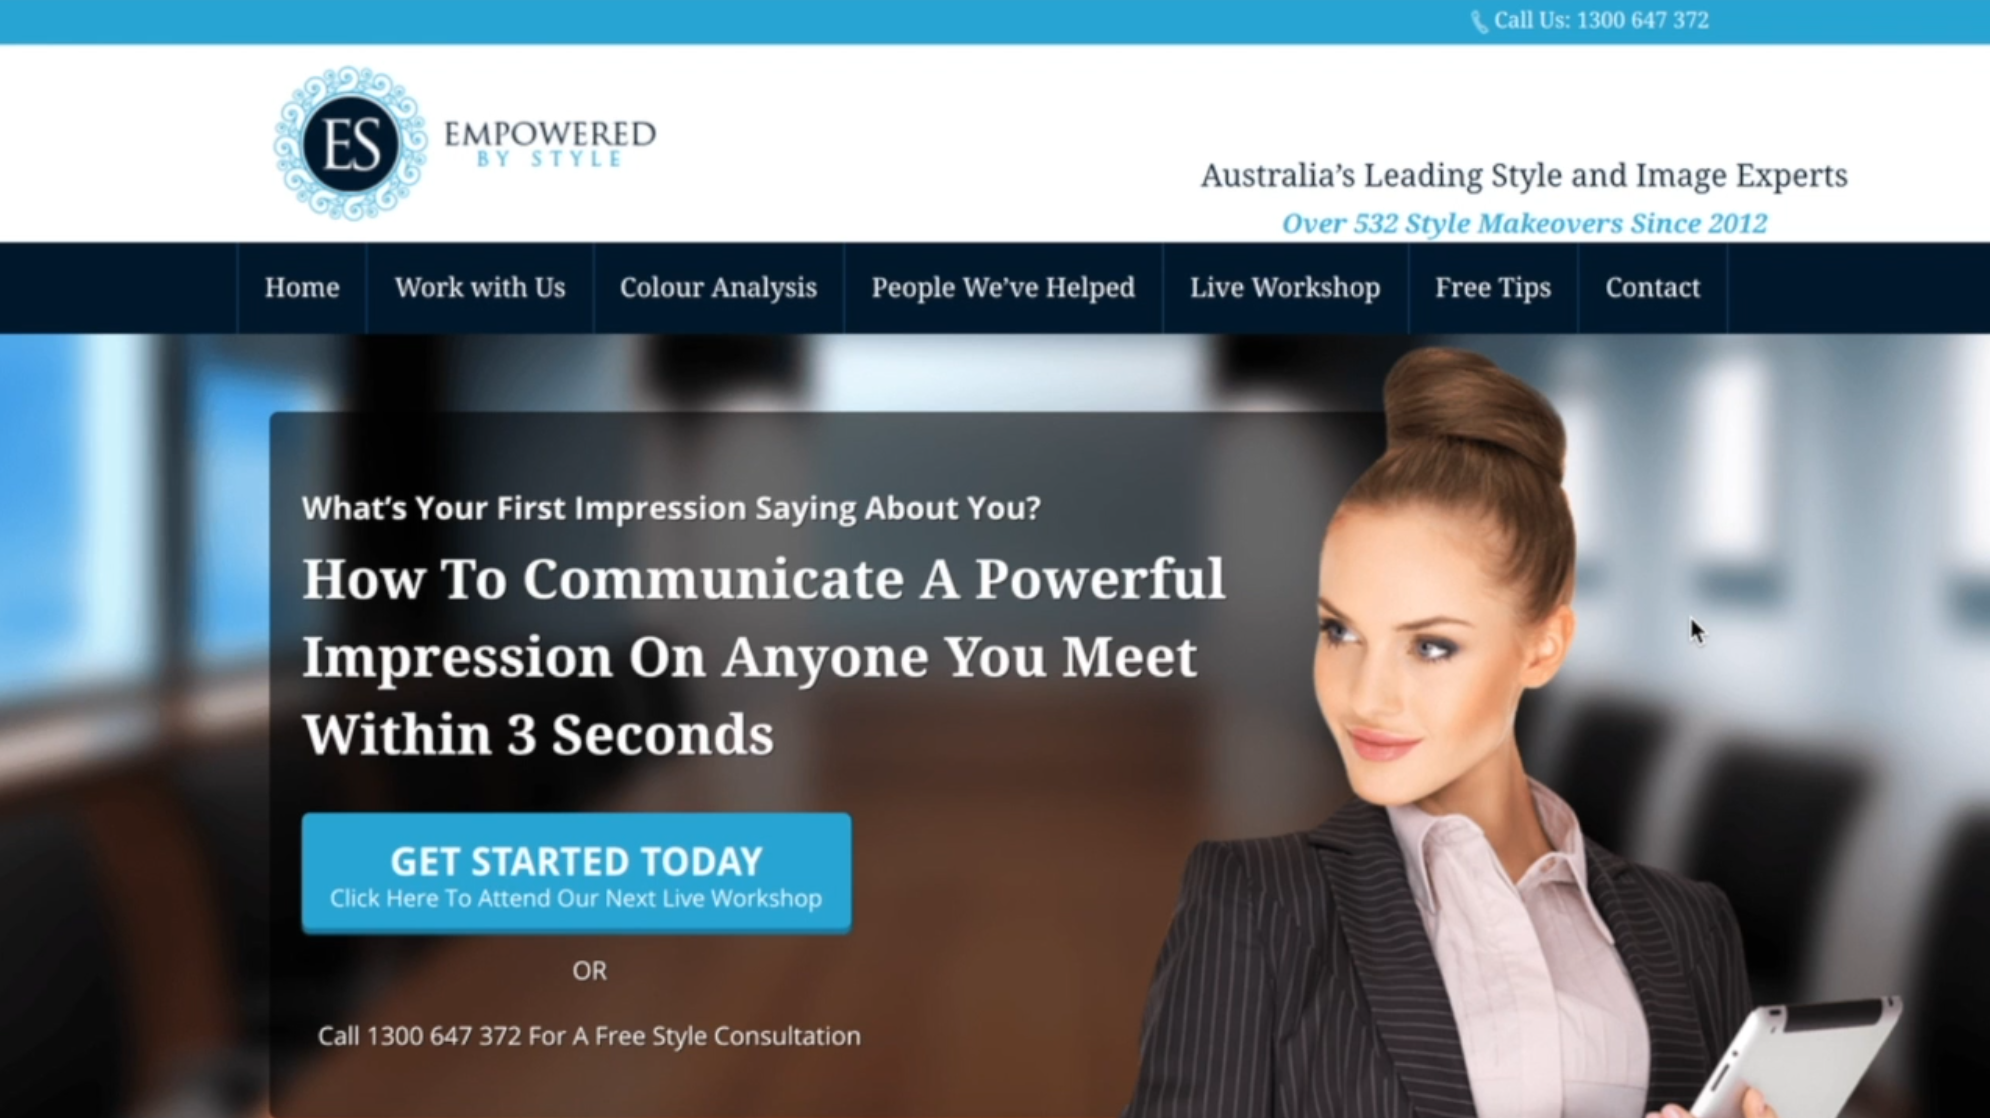 Call Us: 1300 647 372
ES
EMPOWERED
BY STYLE
Australia’s Leading Style and Image Experts
Over 532 Style Makeovers Since 2012
Home
Work with Us
Colour Analysis
People We’ve Helped
Live Workshop
Free Tips
Contact
What’s Your First Impression Saying About You?
How To Communicate A Powerful
Impression On Anyone You Meet
Within 3 Seconds
GET STARTED TODAY
Click Here To Attend Our Next Live Workshop
OR
Call 1300 647 372 For A Free Style Consultation